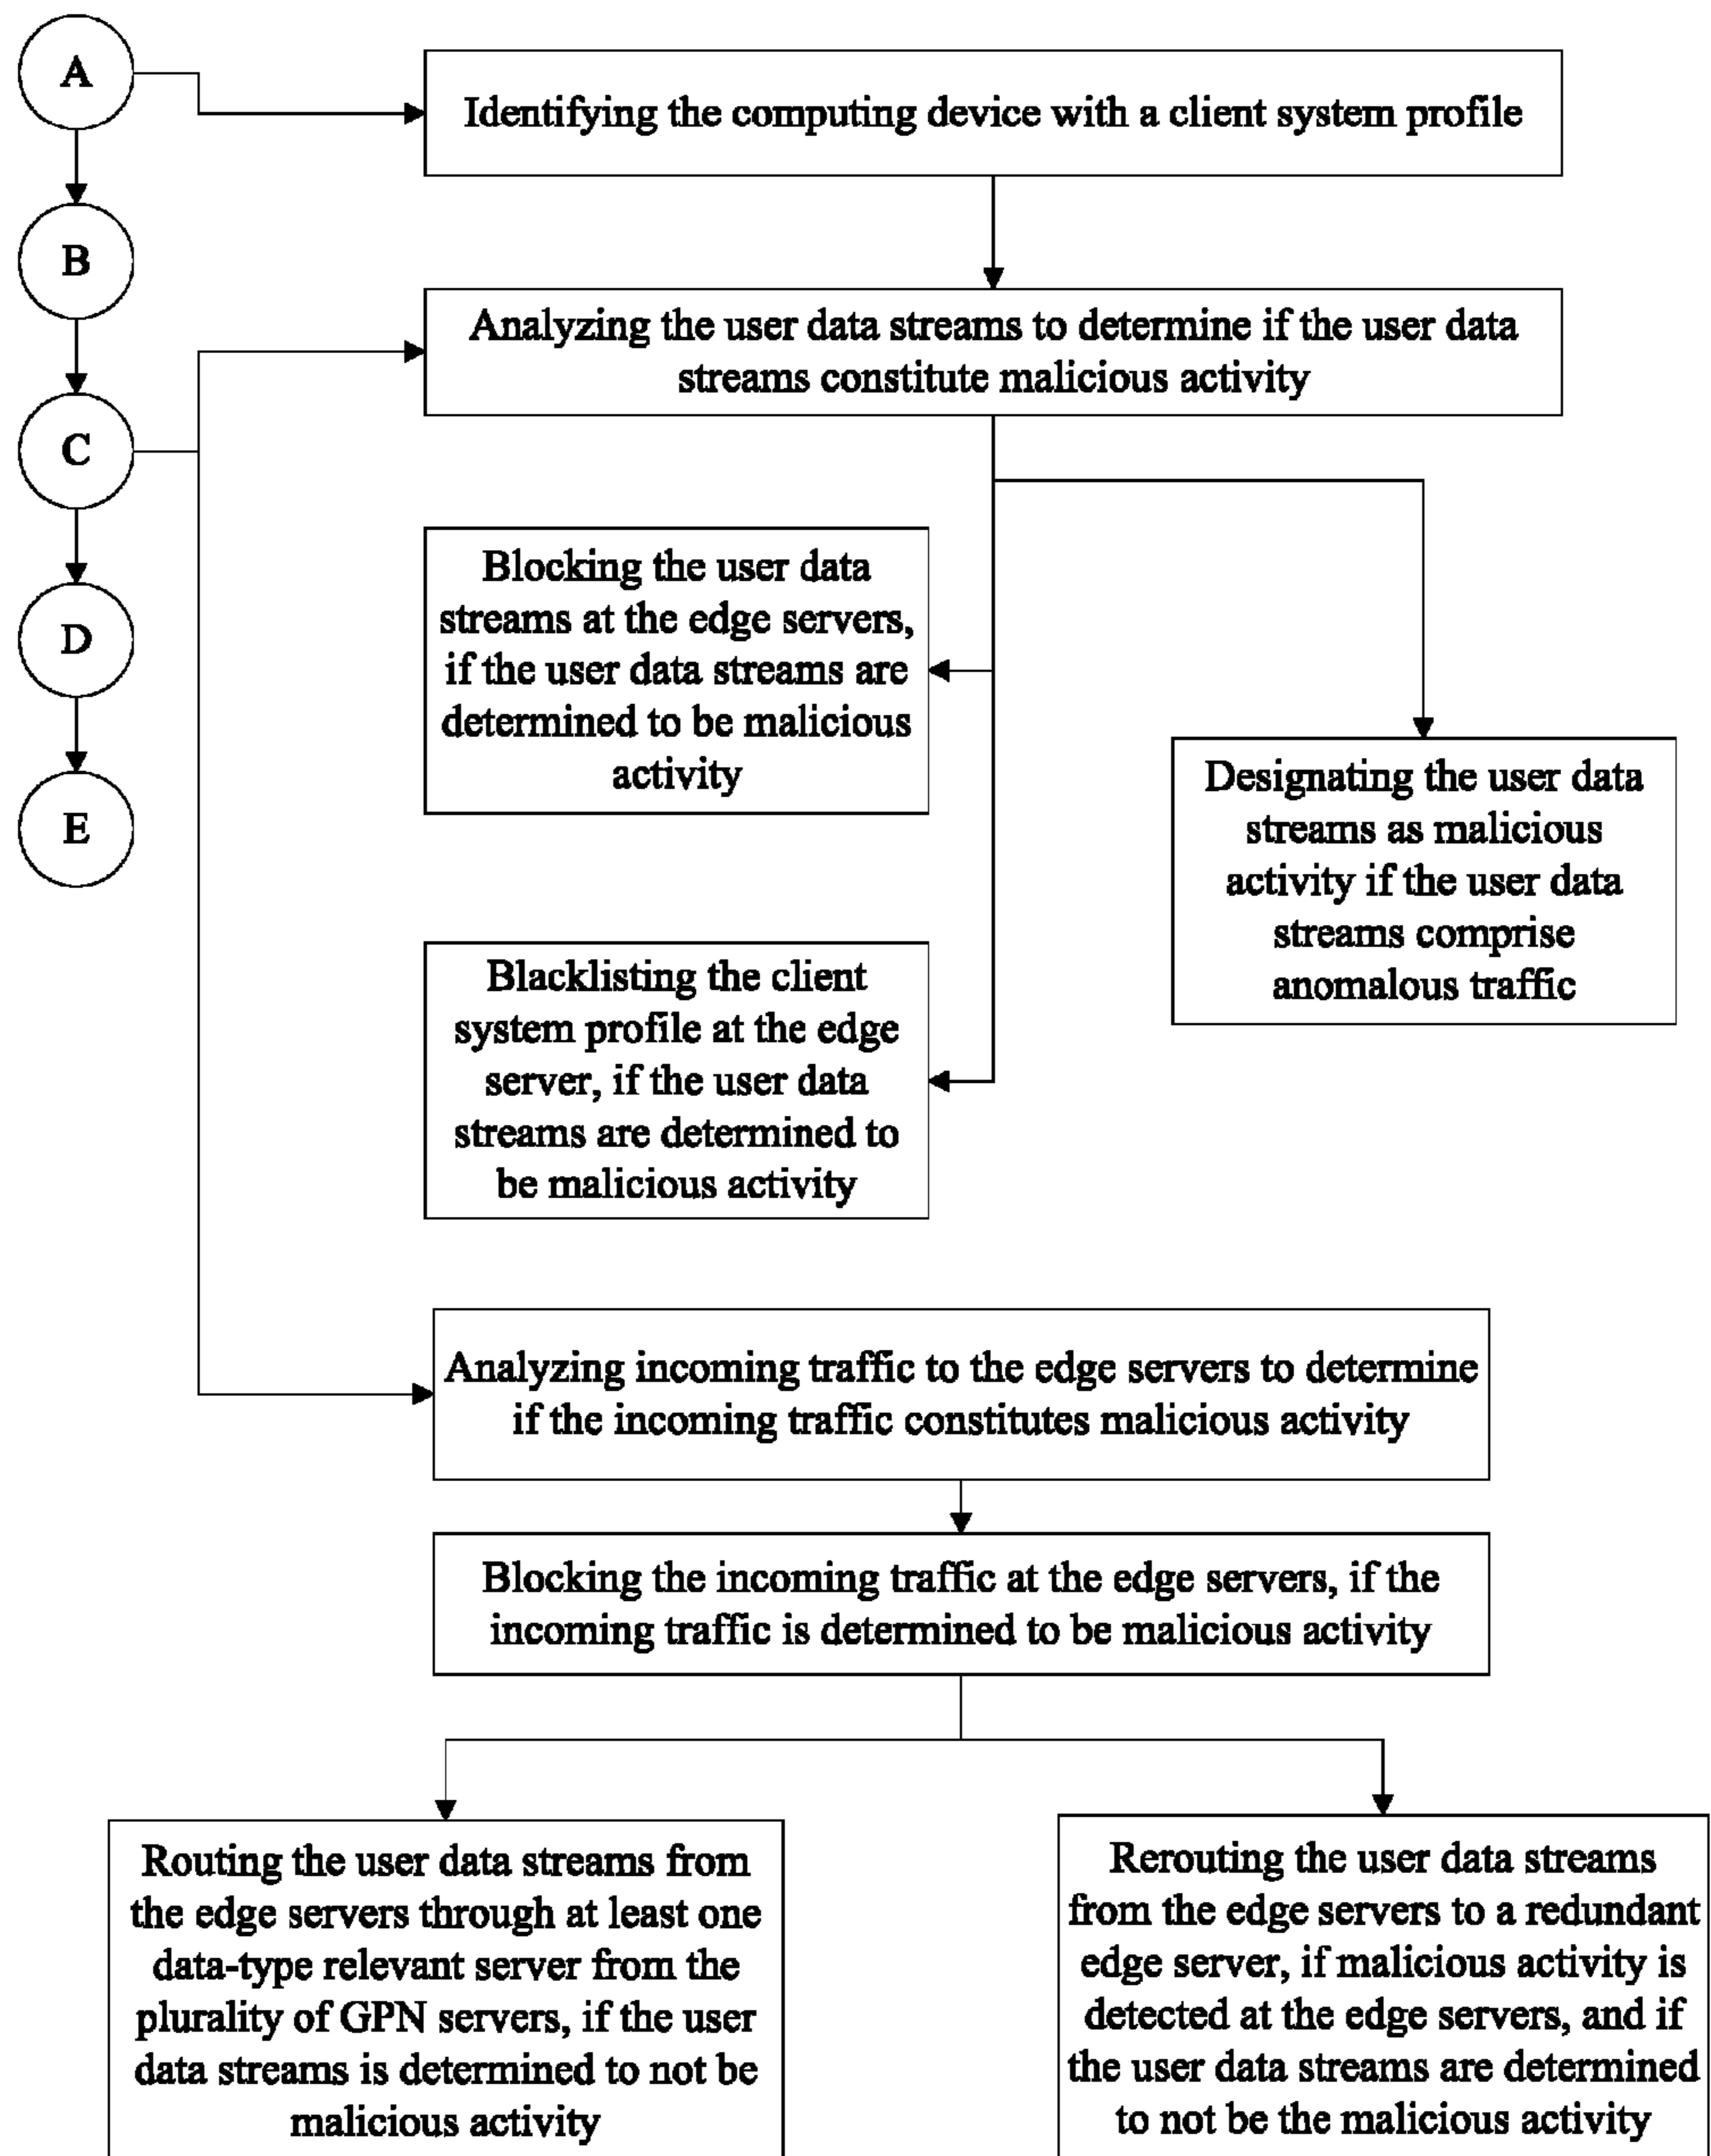 A
Identifying the computing device with a client system profile
B
Analyzing the user data streams to determine if the user data
streams constitute malicious activity
C
Blocking the user data
streams at the edge servers,
if the user data streams are
determined to be malicious
activity
D
Designating the user data
streams as malicious
activity if the user data
streams comprise
anomalous traffic
E
Blacklisting the client
system profile at the edge
server, if the user data
streams are determined to
be malicious activity
Analyzing incoming traffic to the edge servers to determine
if the incoming traffic constitutes malicious activity
Blocking the incoming traffic at the edge servers, if the
incoming traffic is determined to be malicious activity
Routing the user data streams from
the edge servers through at least one
data-type relevant server from the
plurality of GPN servers, if the user
data streams is determined to not be
malicious activity
Rerouting the user data streams
from the edge servers to a redundant
edge server, if malicious activity is
detected at the edge servers, and if
the user data streams are determined
to not be the malicious activity